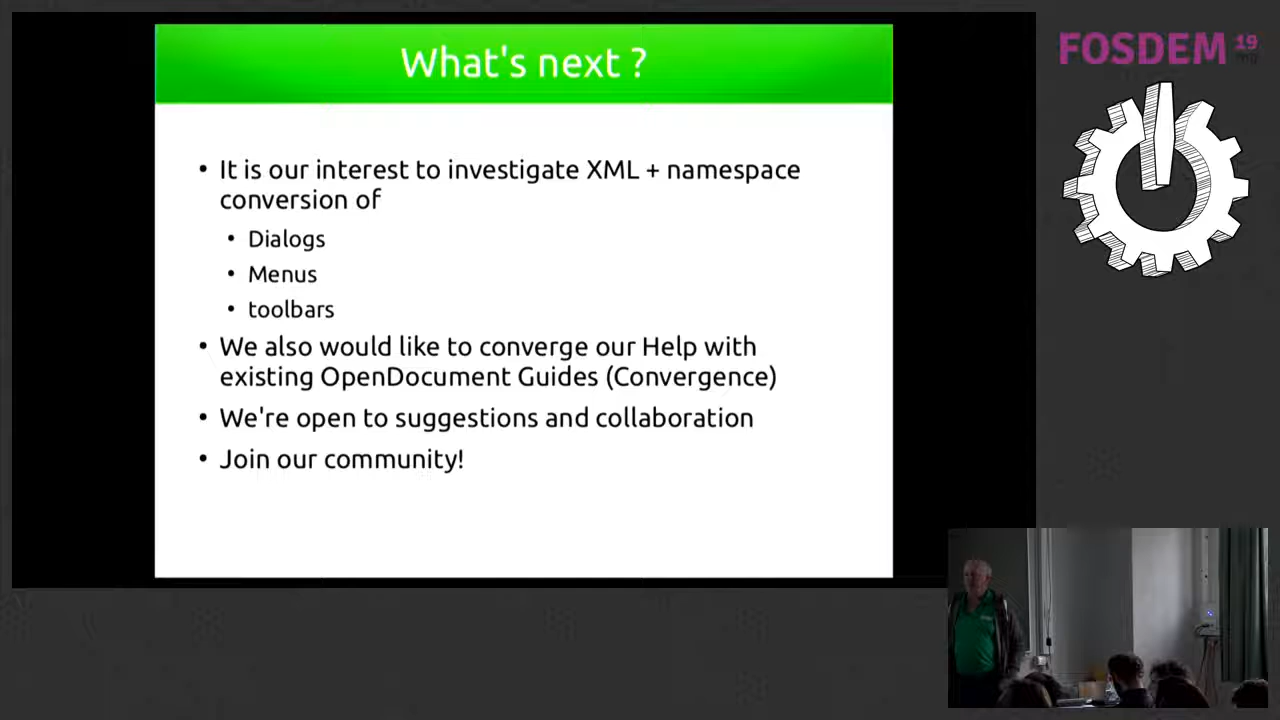 What's next ?
FOSDEM 19
• It is our interest to investigate XML + namespace
conversion of
• Dialogs
• Menus
• toolbars
• We also would like to converge our Help with
existing OpenDocument Guides (Convergence)
• We're open to suggestions and collaboration
• Join our community!